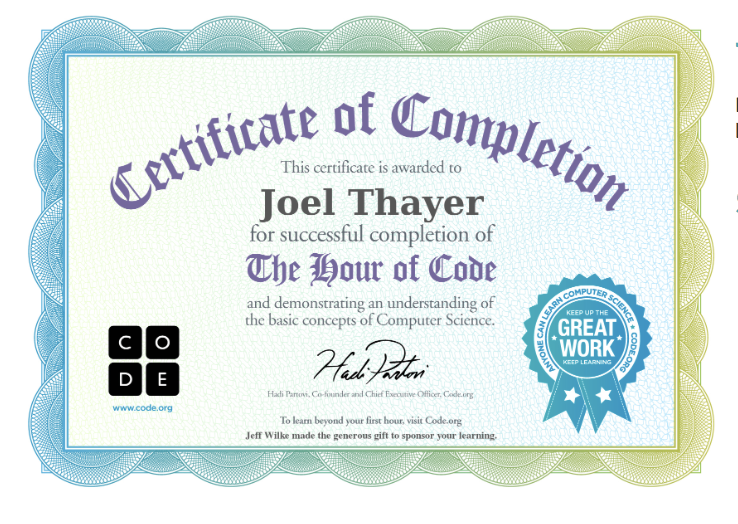 Certificate of Completion
This certificate is awarded to
Joel Thayer
for successful completion of
The Hour of Code
and demonstrating an understanding of
the basic concepts of Computer Science.
Hadi Partovi
Hadi Partovi, Co-founder and Chief Executive Officer, Code.org
To learn beyond your first hour, visit Code.org
Jeff Wilke made the generous gift to sponsor your learning.
C O
D E
www.code.org
ANYONE CAN LEARN COMPUTER SCIENCE ★ CODE.ORG ★
KEEP UP THE
GREAT
WORK
KEEP LEARNING